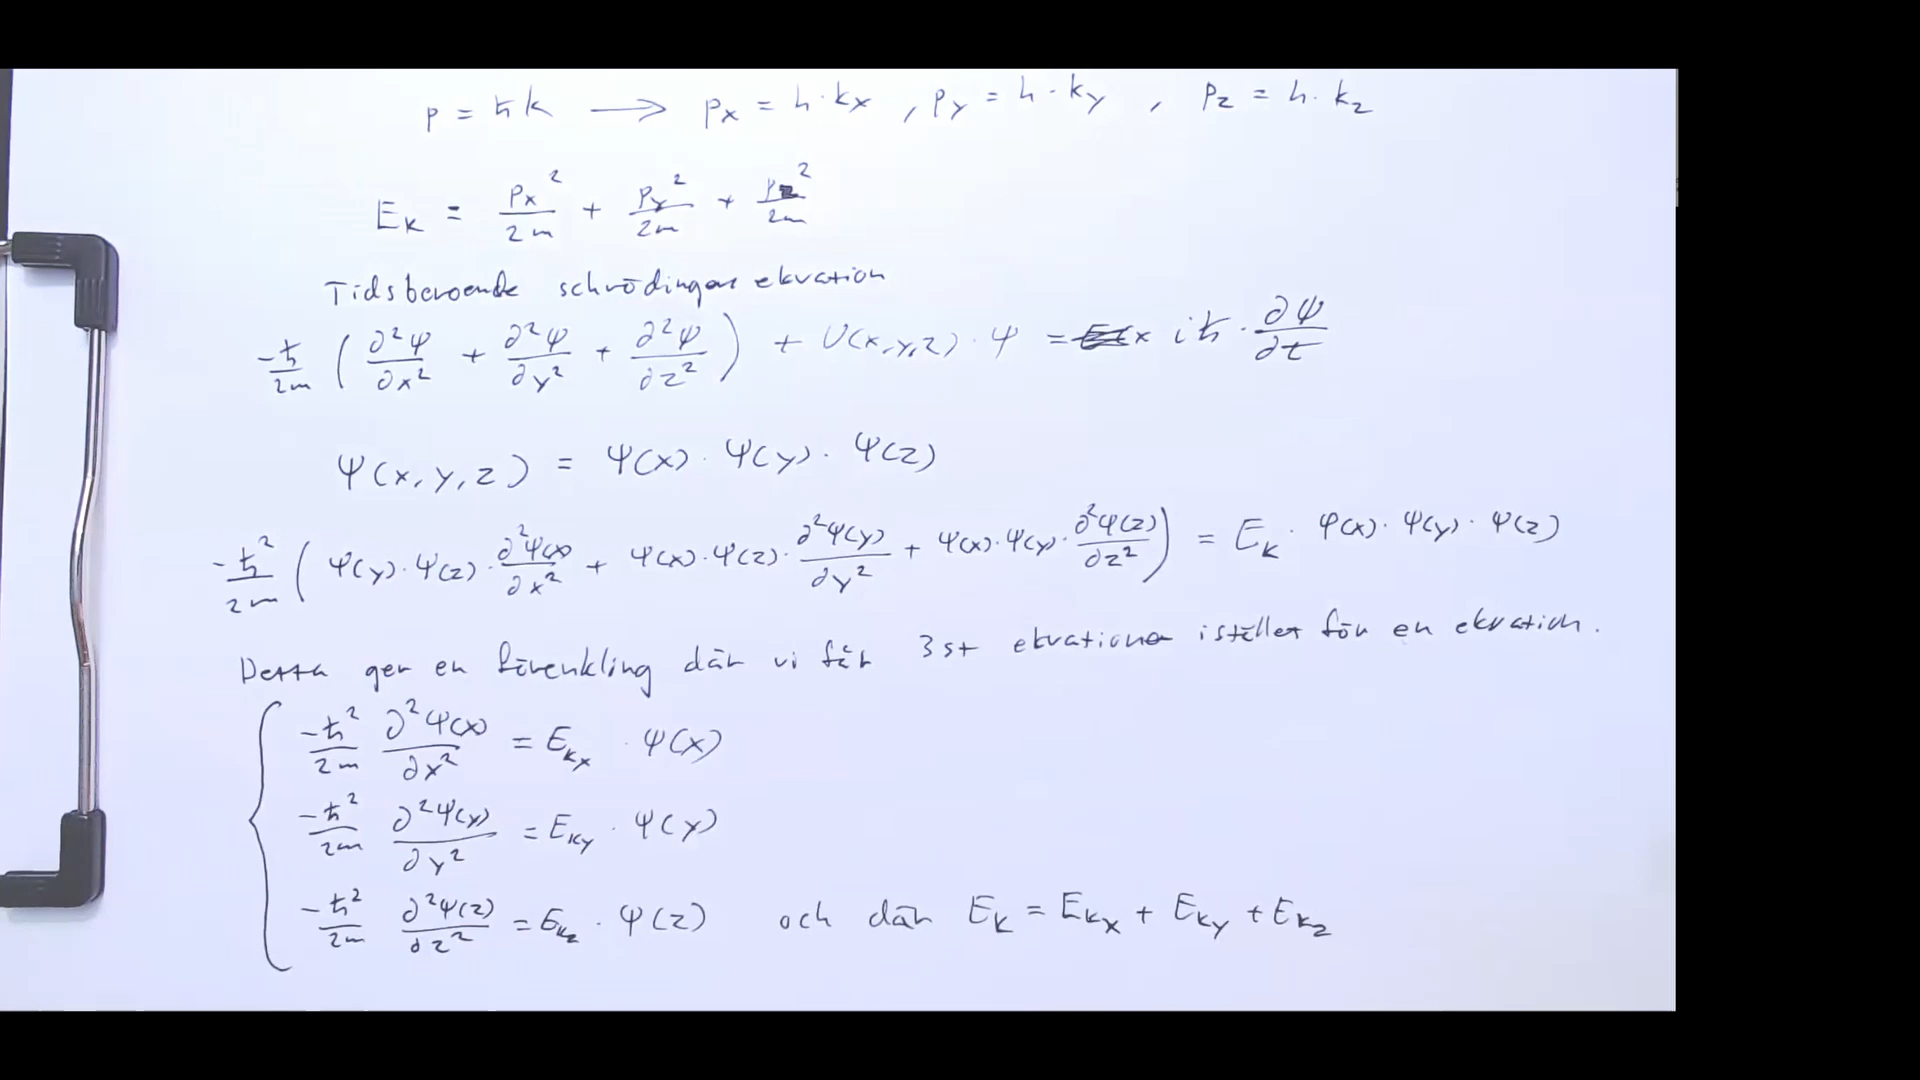 p = ℏk → px = h · kx , py = h · ky , pz = h · kz
Ek = px²/2m + py²/2m + pz²/2m
Tidsberoende schrödinger ekvation
-ℏ/2m ( ∂²ψ/∂x² + ∂²ψ/∂y² + ∂²ψ/∂z² ) + U(x,y,z) · ψ = iℏ · ∂ψ/∂t
ψ(x, y, z) = ψ(x) · ψ(y) · ψ(z)
-ℏ²/2m ( ψ(y) · ψ(z) · ∂²ψ(x)/∂x² + ψ(x) · ψ(z) · ∂²ψ(y)/∂y² + ψ(x) · ψ(y) · ∂²ψ(z)/∂z² ) = Ek · ψ(x) · ψ(y) · ψ(z)
Detta ger en förenkling där vi får 3 st ekvationer istället för en ekvation.
-ℏ²/2m ∂²ψ(x)/∂x² = Ekx · ψ(x)
-ℏ²/2m ∂²ψ(y)/∂y² = Eky · ψ(y)
-ℏ²/2m ∂²ψ(z)/∂z² = Ekz · ψ(z) och där Ek = Ekx + Eky + Ekz